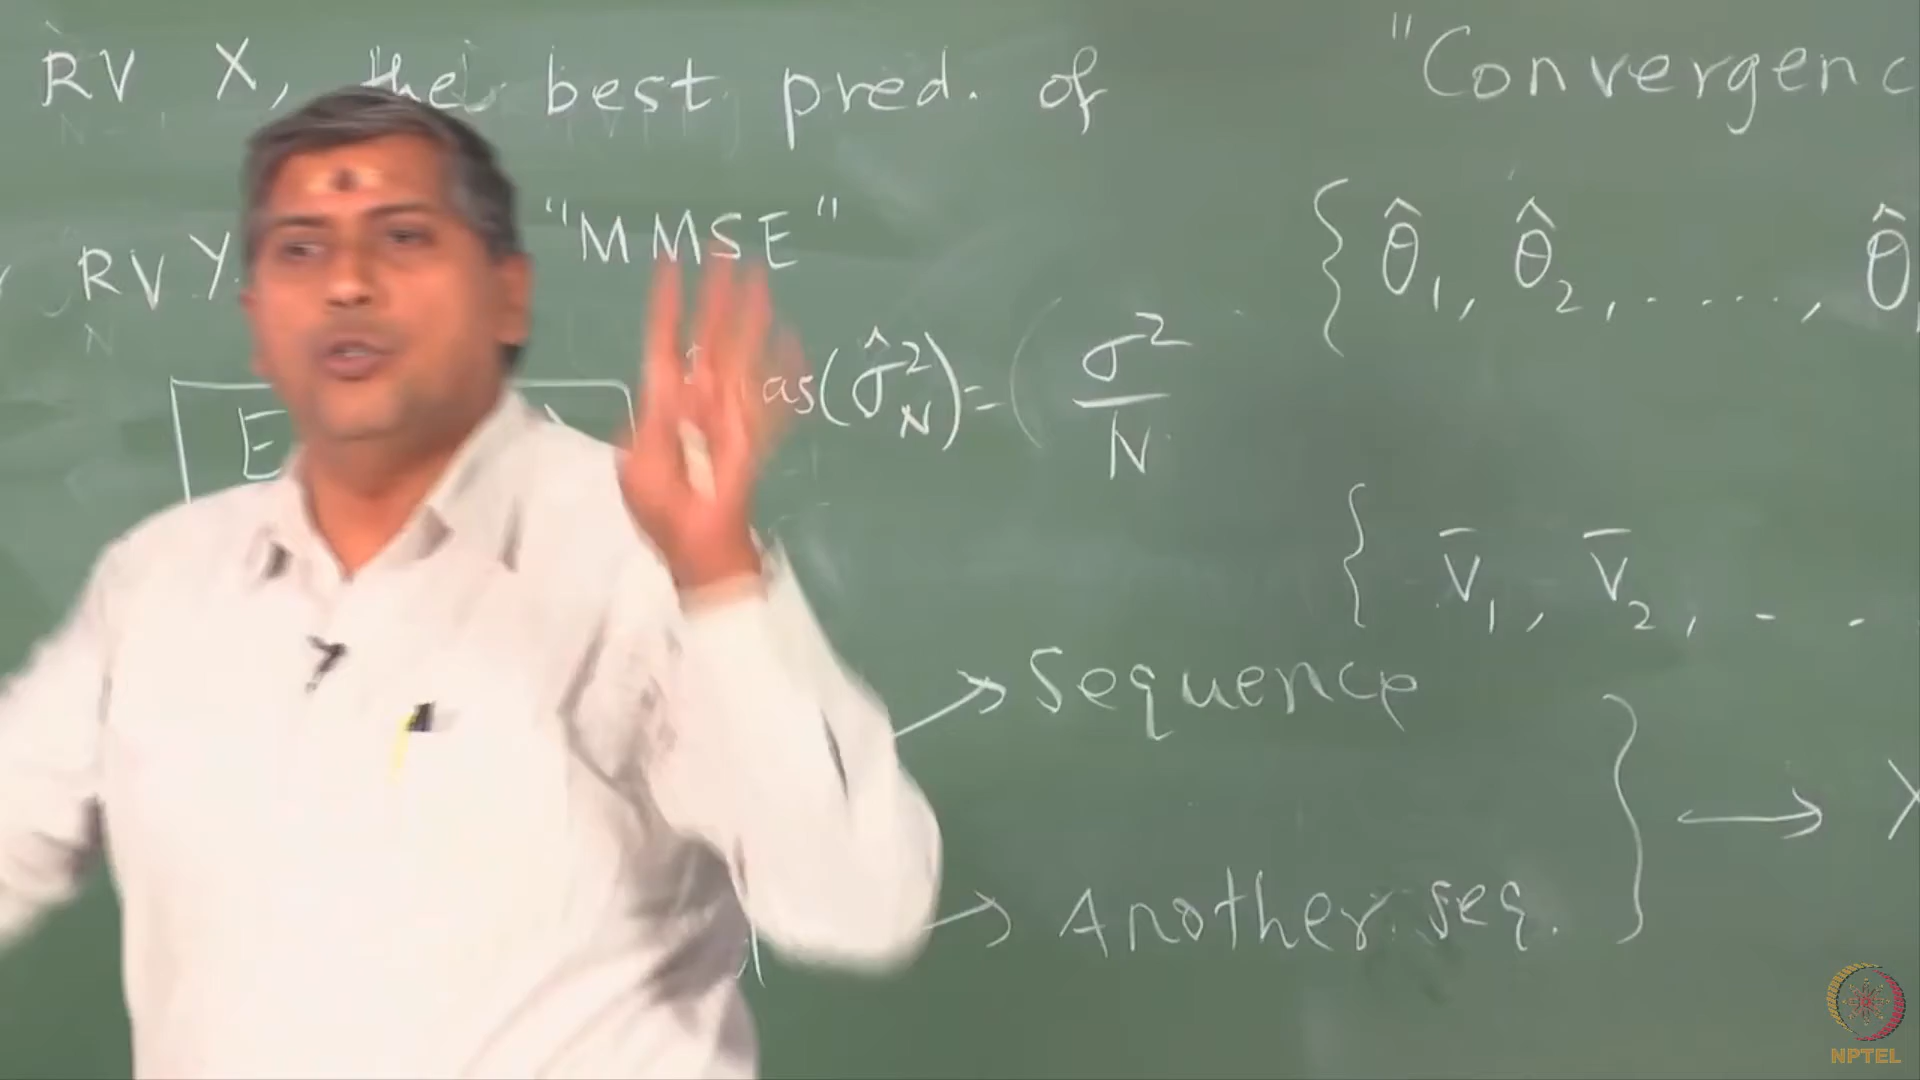 RV X, the best pred. of
RV Y
"MMSE"
E
as(σ̂²_N) = (σ²/N
"Convergenc
{ θ̂₁, θ̂₂, ....., θ̂
{ V̄₁, V̄₂, - -
→ Sequence
→ Another seq. } → X
NPTEL